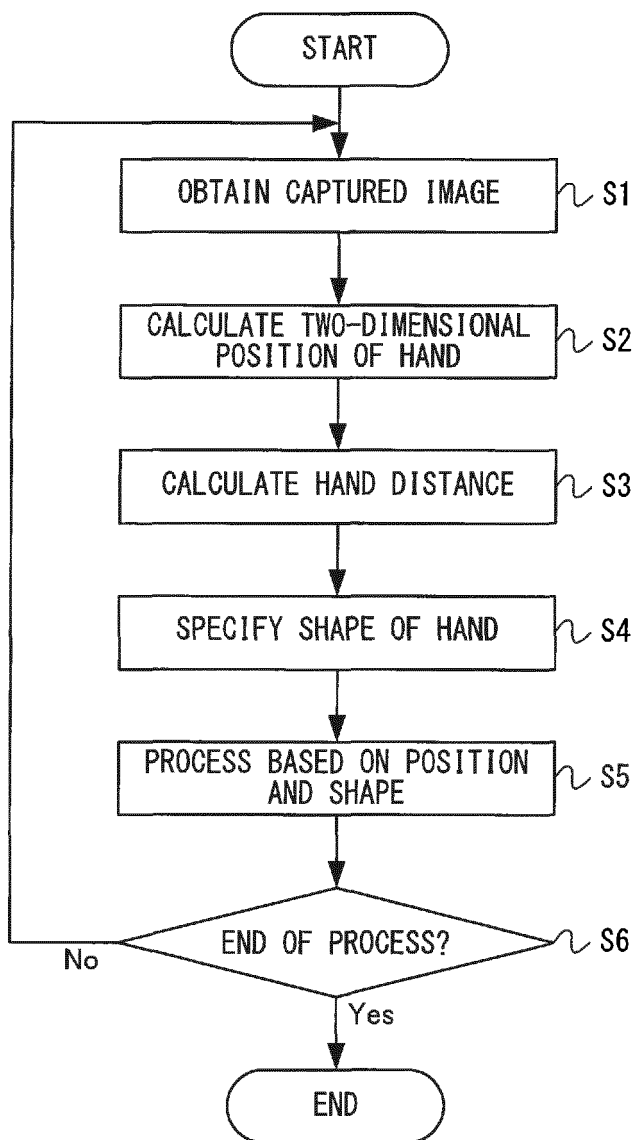 START
OBTAIN CAPTURED IMAGE
S1
CALCULATE TWO-DIMENSIONAL
POSITION OF HAND
S2
CALCULATE HAND DISTANCE
S3
SPECIFY SHAPE OF HAND
S4
PROCESS BASED ON POSITION
AND SHAPE
S5
END OF PROCESS?
S6
No
Yes
END